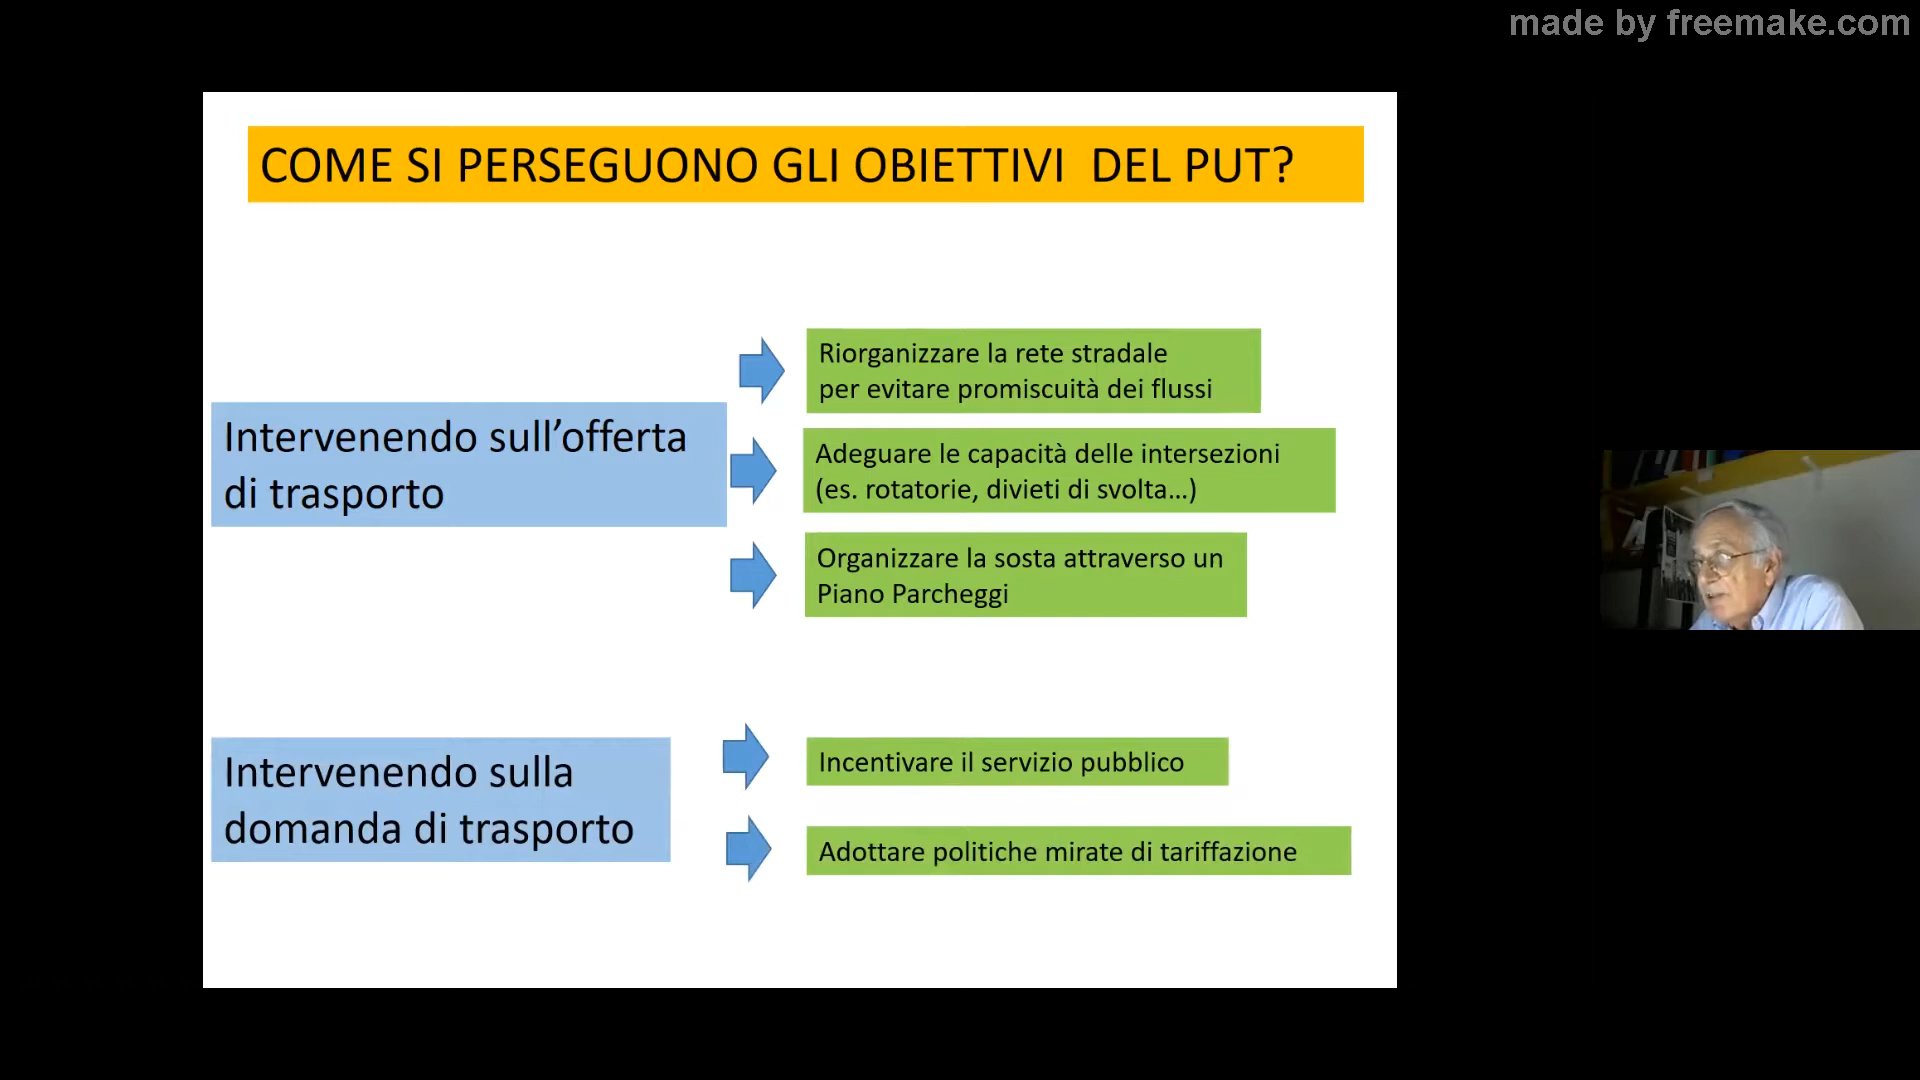 made by freemake.com
COME SI PERSEGUONO GLI OBIETTIVI DEL PUT?
Intervenendo sull’offerta
di trasporto
Riorganizzare la rete stradale
per evitare promiscuità dei flussi
Adeguare le capacità delle intersezioni
(es. rotatorie, divieti di svolta…)
Organizzare la sosta attraverso un
Piano Parcheggi
Intervenendo sulla
domanda di trasporto
Incentivare il servizio pubblico
Adottare politiche mirate di tariffazione